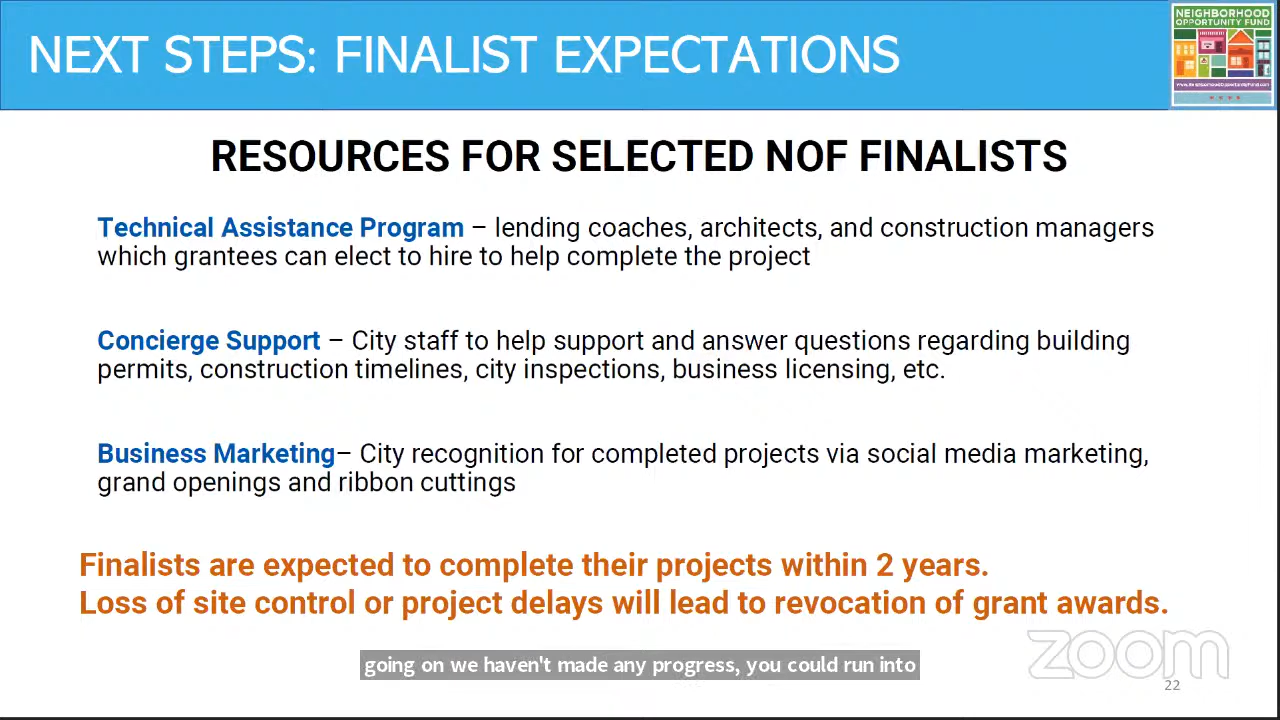 NEXT STEPS: FINALIST EXPECTATIONS
NEIGHBORHOOD
OPPORTUNITY FUND
www.NeighborhoodOpportunityFund.com
RESOURCES FOR SELECTED NOF FINALISTS
Technical Assistance Program – lending coaches, architects, and construction managers
which grantees can elect to hire to help complete the project
Concierge Support – City staff to help support and answer questions regarding building
permits, construction timelines, city inspections, business licensing, etc.
Business Marketing– City recognition for completed projects via social media marketing,
grand openings and ribbon cuttings
Finalists are expected to complete their projects within 2 years.
Loss of site control or project delays will lead to revocation of grant awards.
zoom
going on we haven't made any progress, you could run into
22